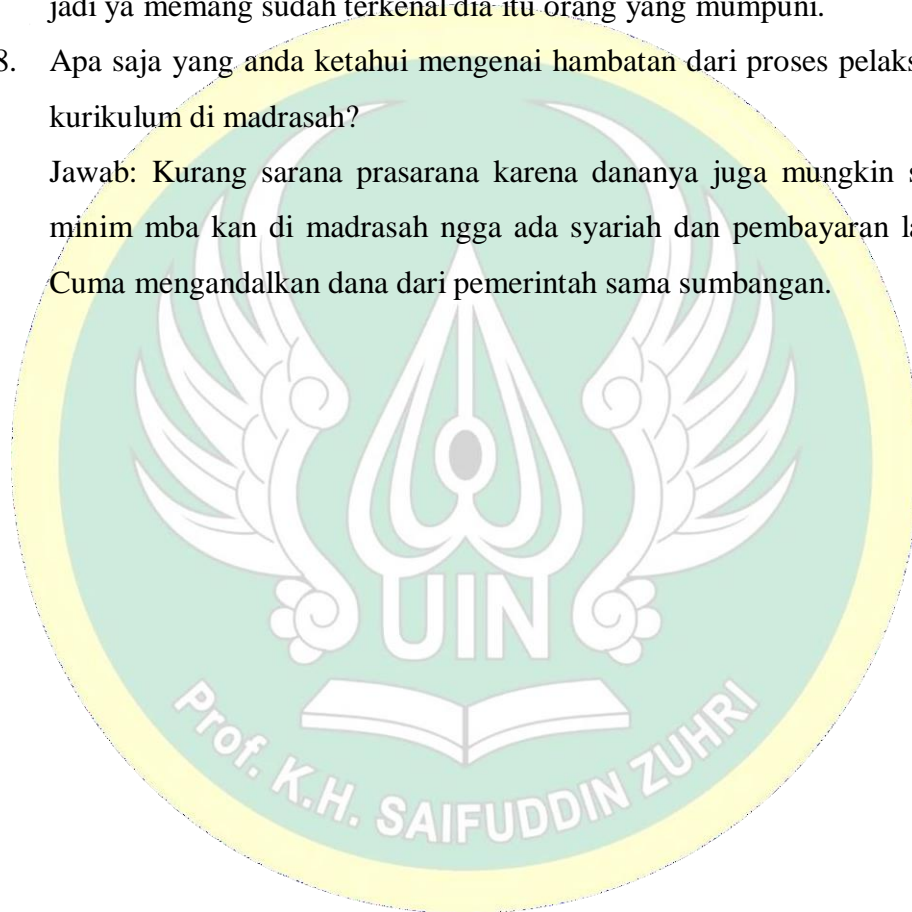 jadi ya memang sudah terkenal dia itu orang yang mumpuni.
8. Apa saja yang anda ketahui mengenai hambatan dari proses
kurikulum di madrasah?
Jawab: Kurang sarana prasarana karena dananya juga mungkin
minim mba kan di madrasah ngga ada syariah dan pembayaran
Cuma mengandalkan dana dari pemerintah sama sumbangan.
UIN
Prof. K.H. SAIFUDDIN ZUHRI